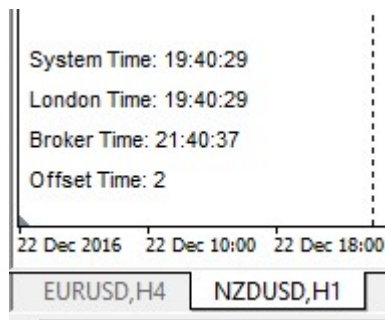 System Time: 19:40:29
London Time: 19:40:29
Broker Time: 21:40:37
Offset Time: 2
22 Dec 2016 22 Dec 10:00 22 Dec 18:00
EURUSD,H4 NZDUSD,H1